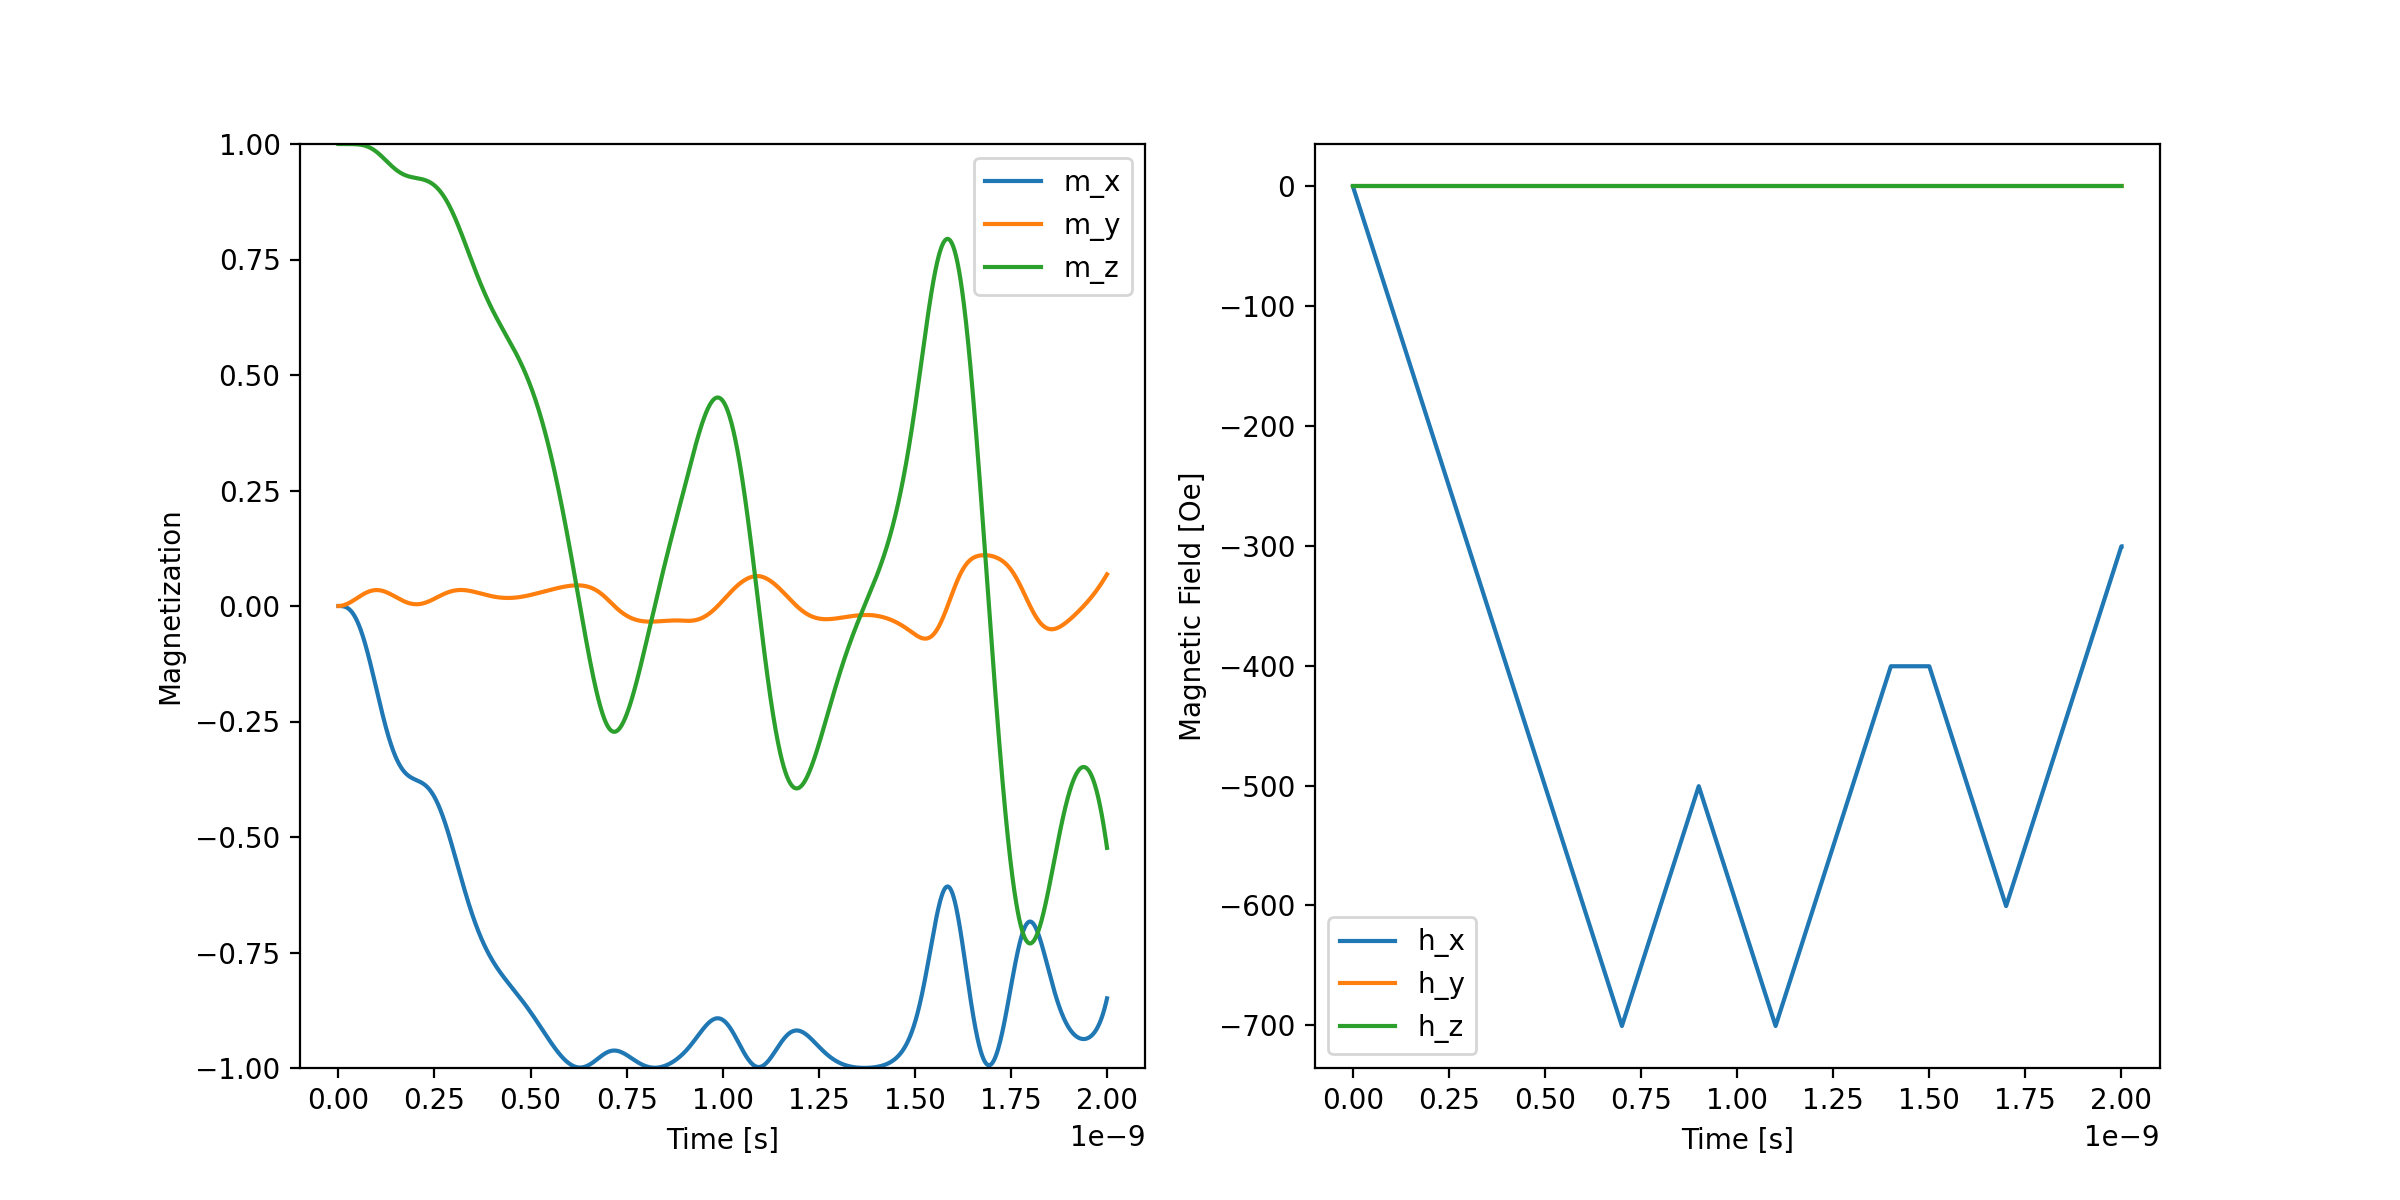 1.00
0.75
0.50
0.25
0.00
−0.25
−0.50
−0.75
−1.00
Magnetization
m_x
m_y
m_z
0.00 0.25 0.50 0.75 1.00 1.25 1.50 1.75 2.00
Time [s]
1e−9
0
−100
−200
−300
−400
−500
−600
−700
Magnetic Field [Oe]
h_x
h_y
h_z
0.00 0.25 0.50 0.75 1.00 1.25 1.50 1.75 2.00
Time [s]
1e−9